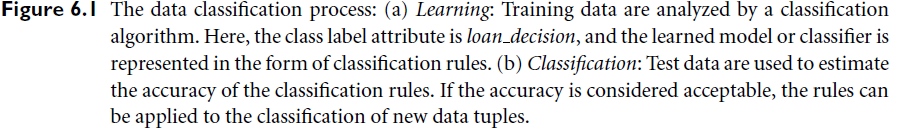 Figure 6.1 The data classification process: (a) Learning: Training data are analyzed by a classification
algorithm. Here, the class label attribute is loan_decision, and the learned model or classifier is
represented in the form of classification rules. (b) Classification: Test data are used to estimate
the accuracy of the classification rules. If the accuracy is considered acceptable, the rules can
be applied to the classification of new data tuples.